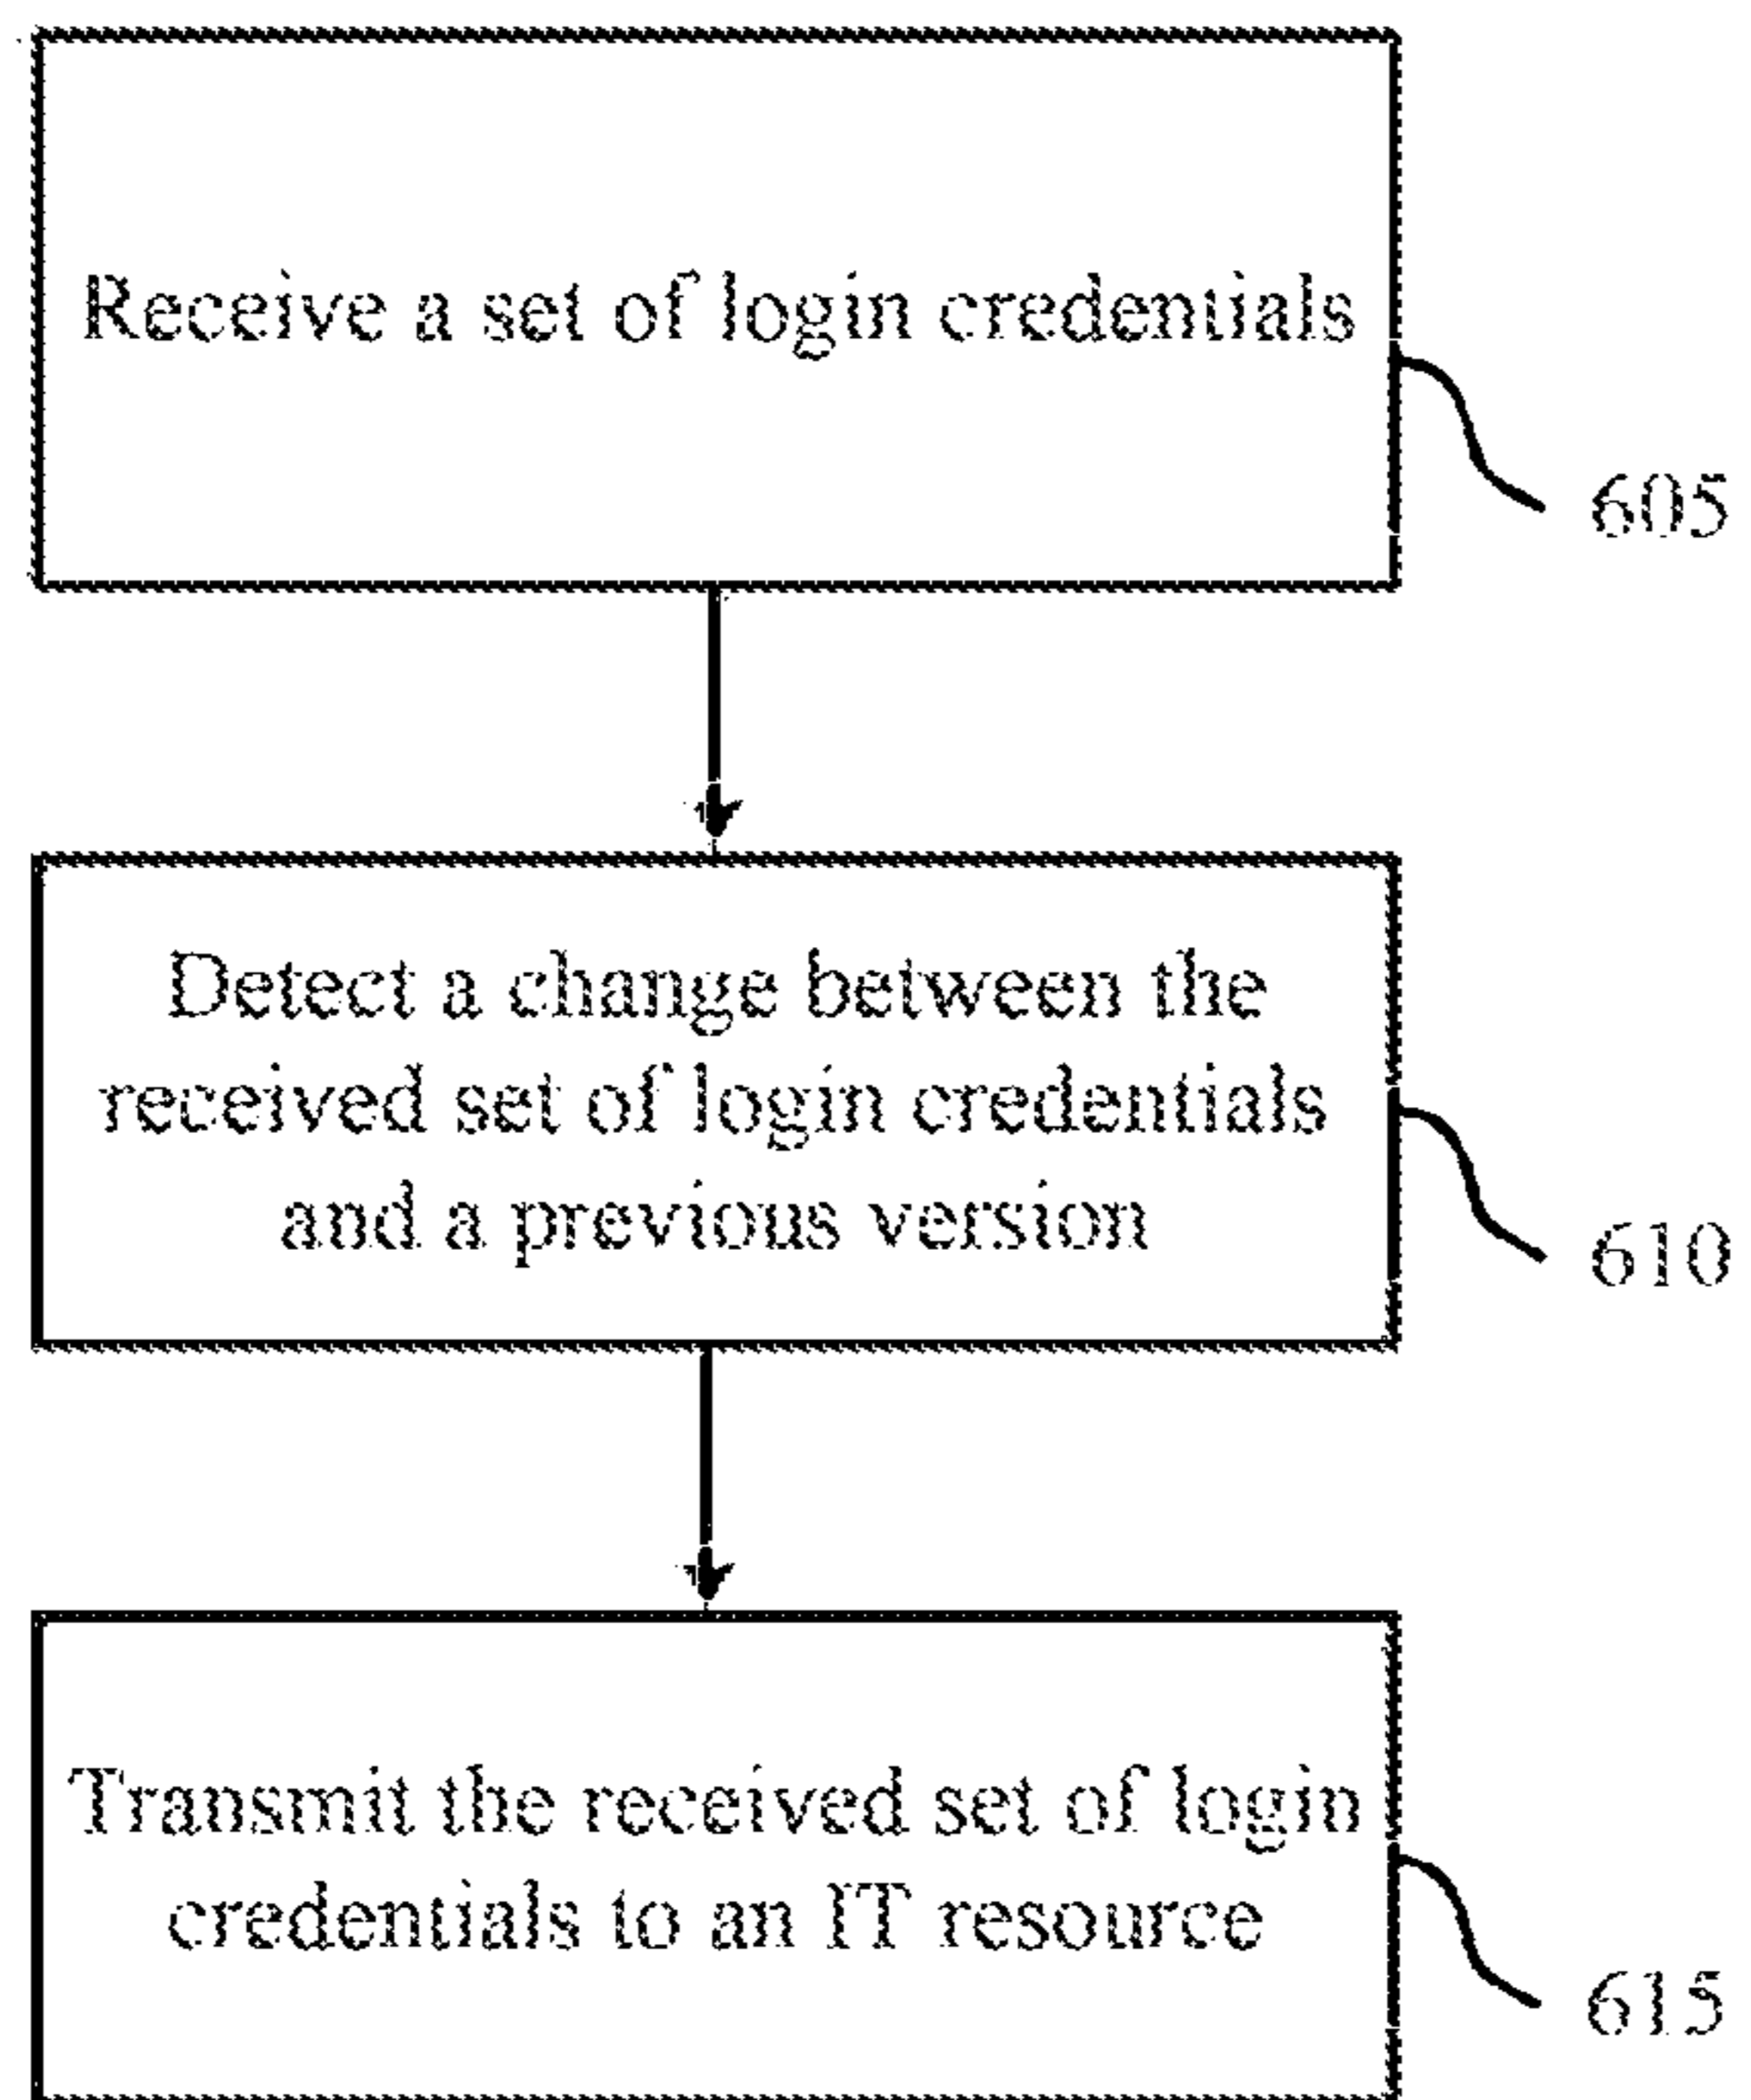 Receive a set of login credentials
605
Detect a change between the
received set of login credentials
and a previous version
610
Transmit the received set of login
credentials to an IT resource
615